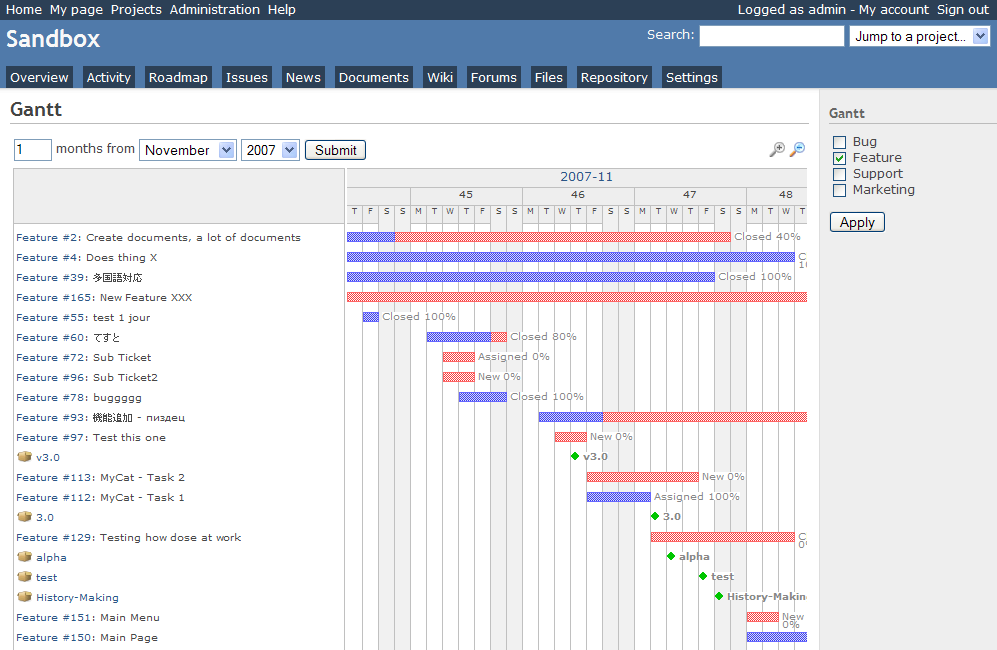 Home My page Projects Administration Help
Logged as admin - My account Sign out
Sandbox
Search:
Jump to a project...
Overview Activity Roadmap Issues News Documents Wiki Forums Files Repository Settings
Gantt
1 months from November 2007 Submit
2007-11
45 46 47 48
T F S S M T W T F S S M T W T F S S M T W T F S S M T W T
Feature #2: Create documents, a lot of documents
Closed 40%
Feature #4: Does thing X
C
10
Feature #39: 多国語対応
Closed 100%
Feature #165: New Feature XXX
Feature #55: test 1 jour
Closed 100%
Feature #60: てすと
Closed 80%
Feature #72: Sub Ticket
Assigned 0%
Feature #96: Sub Ticket2
New 0%
Feature #78: buggggg
Closed 100%
Feature #93: 機能追加 - пиздец
Feature #97: Test this one
New 0%
v3.0
v3.0
Feature #113: MyCat - Task 2
New 0%
Feature #112: MyCat - Task 1
Assigned 100%
3.0
3.0
Feature #129: Testing how dose at work
C
0%
alpha
alpha
test
test
History-Making
History-Makin
Feature #151: Main Menu
New
0%
Feature #150: Main Page
Gantt
Bug
Feature
Support
Marketing
Apply